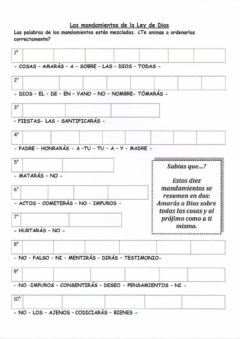 Los mandamientos de la Ley de Dios
Las palabras de los mandamientos están mezcladas. ¿Te animas a ordenarlas
correctamente?
1º
- COSAS - AMARÁS - A - SOBRE - LAS - DIOS - TODAS -
2º
- DIOS - EL - DE - EN - VANO - NO - NOMBRE- TÓMARÁS -
3º
- FIESTAS- LAS - SANTIFICARÁS -
4º
- PADRE - HONRARÁS - A -TU - TU - A - Y - MADRE -
5º
- MATARÁS - NO -
6º
- ACTOS - COMETERÁS - NO - IMPUROS -
7º
- HURTARÁS - NO -
Sabías que...?
Estos diez
mandamientos se
resumen en dos:
Amarás a Dios sobre
todas las cosas y al
prójimo como a ti
mismo.
8º
- NO - FALSO - NI - MENTIRÁS - DIRÁS - TESTIMONIO-
9º
- NO -IMPUROS - CONSENTIRÁS - DESEO - PENSAMIENTOS - NI -
10º
- NO - LOS - AJENOS - CODICIARÁS - BIENES -